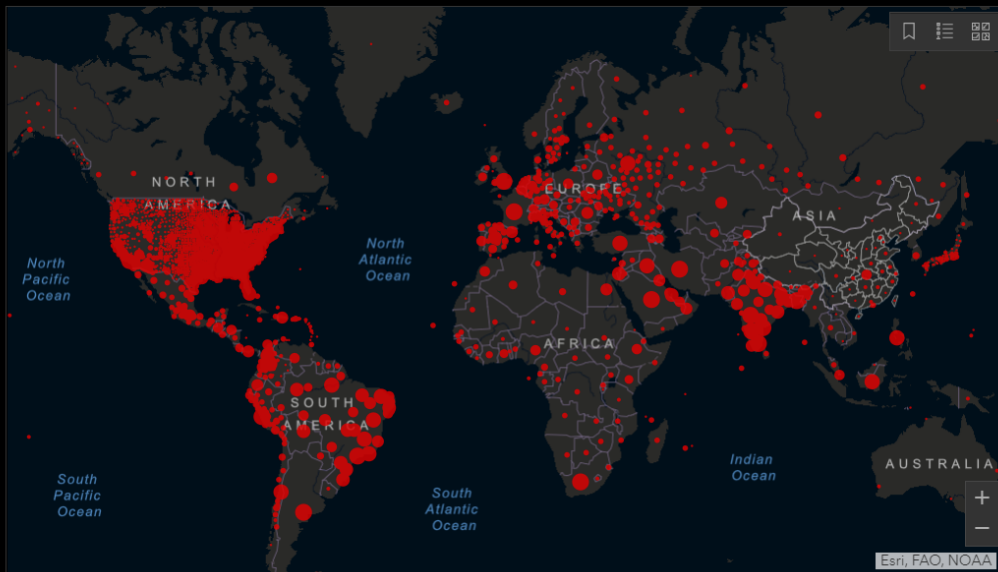 NORTH
AMERICA
EUROPE
ASIA
North
Pacific
Ocean
North
Atlantic
Ocean
AFRICA
SOUTH
AMERICA
Indian
Ocean
AUSTRALIA
South
Pacific
Ocean
South
Atlantic
Ocean
+
−
Esri, FAO, NOAA